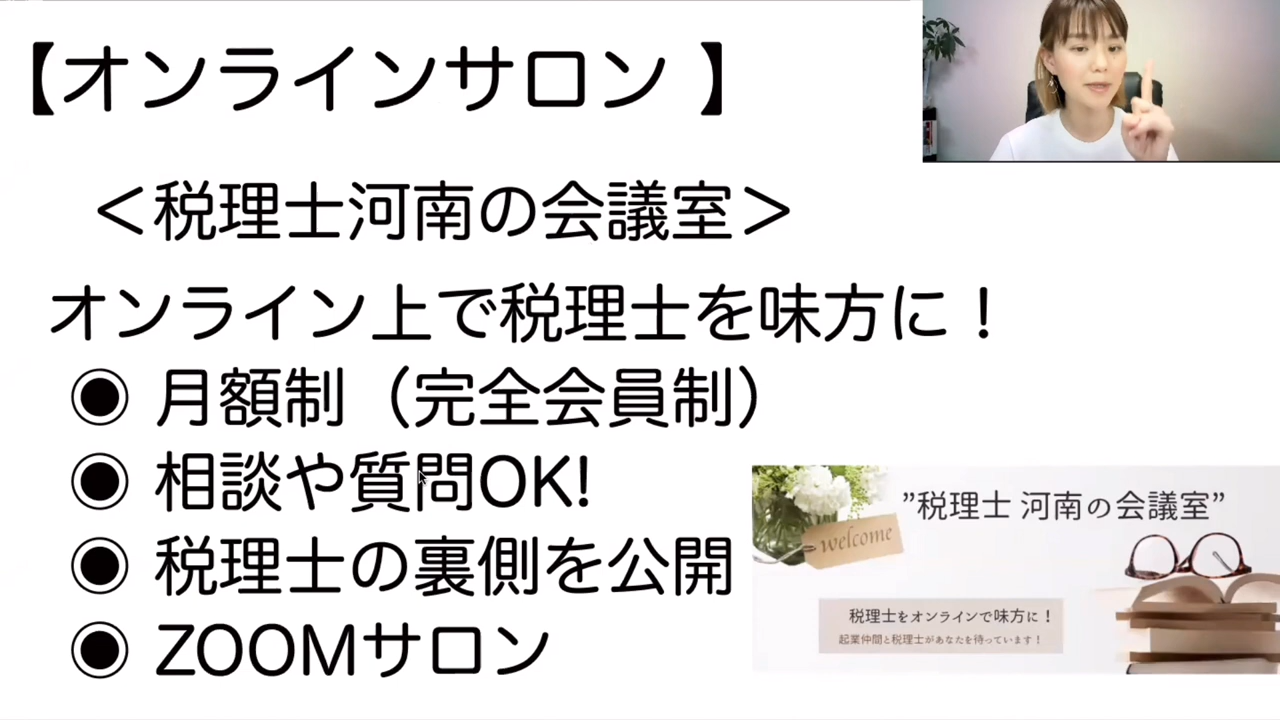 【オンラインサロン 】
＜税理士河南の会議室＞
オンライン上で税理士を味方に！
◉ 月額制（完全会員制）
◉ 相談や質問OK!
◉ 税理士の裏側を公開
◉ ZOOMサロン
”税理士 河南の会議室”
welcome
税理士をオンラインで味方に！
起業仲間と税理士があなたを待っています！